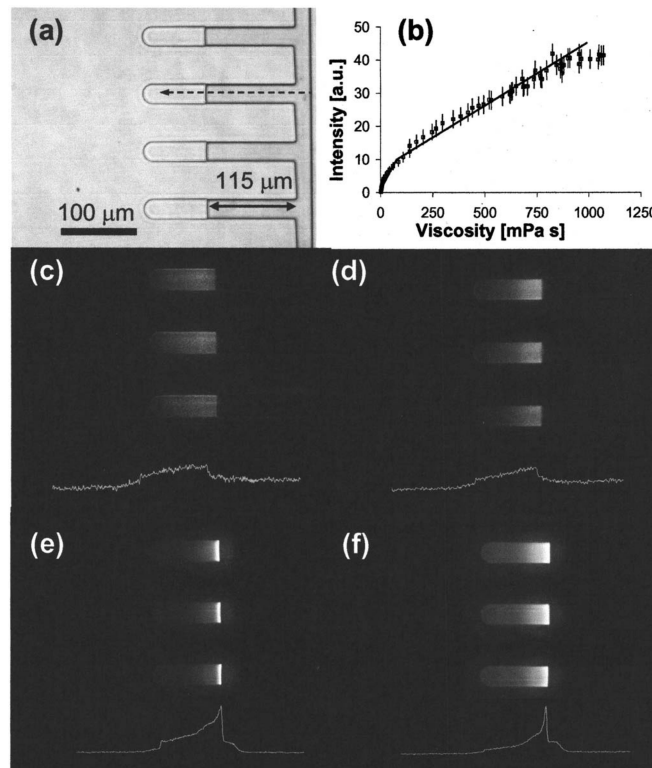 (a)
115 μm
100 μm
(b)
Intensity [a.u.]
50
40
30
20
10
0
0 250 500 750 1000 1250
Viscosity [mPa s]
(c)
(d)
(e)
(f)